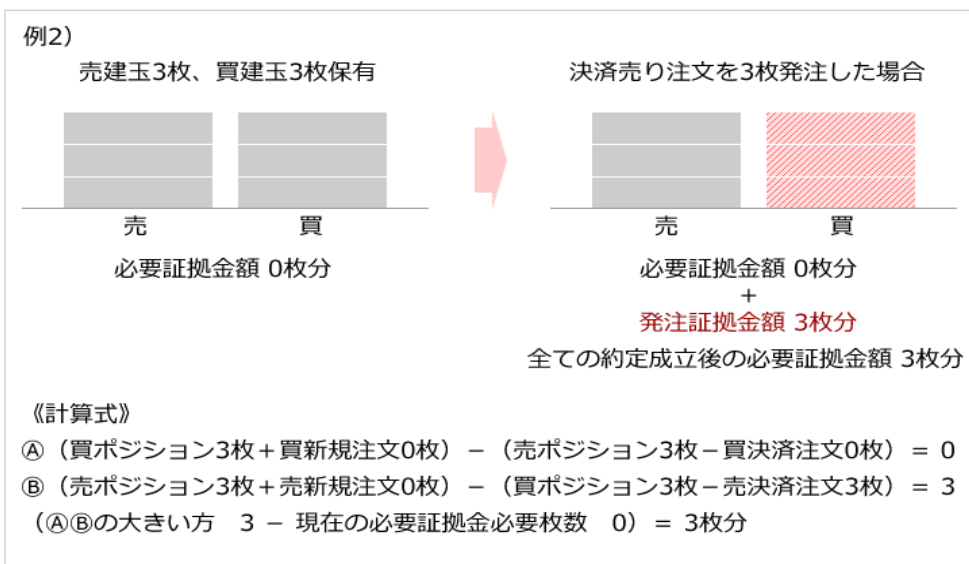 例2）
売建玉3枚、買建玉3枚保有
売
買
必要証拠金額 0枚分
決済売り注文を3枚発注した場合
売
買
必要証拠金額 0枚分
+
発注証拠金額 3枚分
全ての約定成立後の必要証拠金額 3枚分
《計算式》
Ⓐ（買ポジション3枚＋買新規注文0枚）－（売ポジション3枚－買決済注文0枚）＝ 0
Ⓑ（売ポジション3枚＋売新規注文0枚）－（買ポジション3枚－売決済注文3枚）＝ 3
（ⒶⒷの大きい方　3 － 現在の必要証拠金必要枚数　0）＝ 3枚分